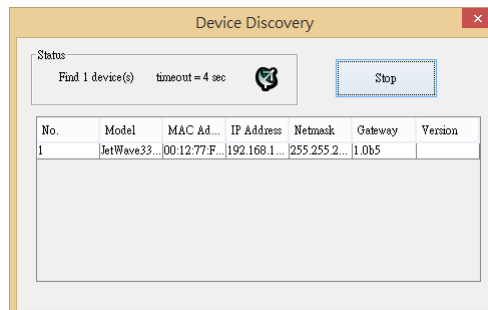 Device Discovery
Status
Find 1 device(s) timeout = 4 sec
Stop
No. Model MAC Ad... IP Address Netmask Gateway Version
1 JetWave33... 00:12:77:F... 192.168.1... 255.255.2... 1.0b5